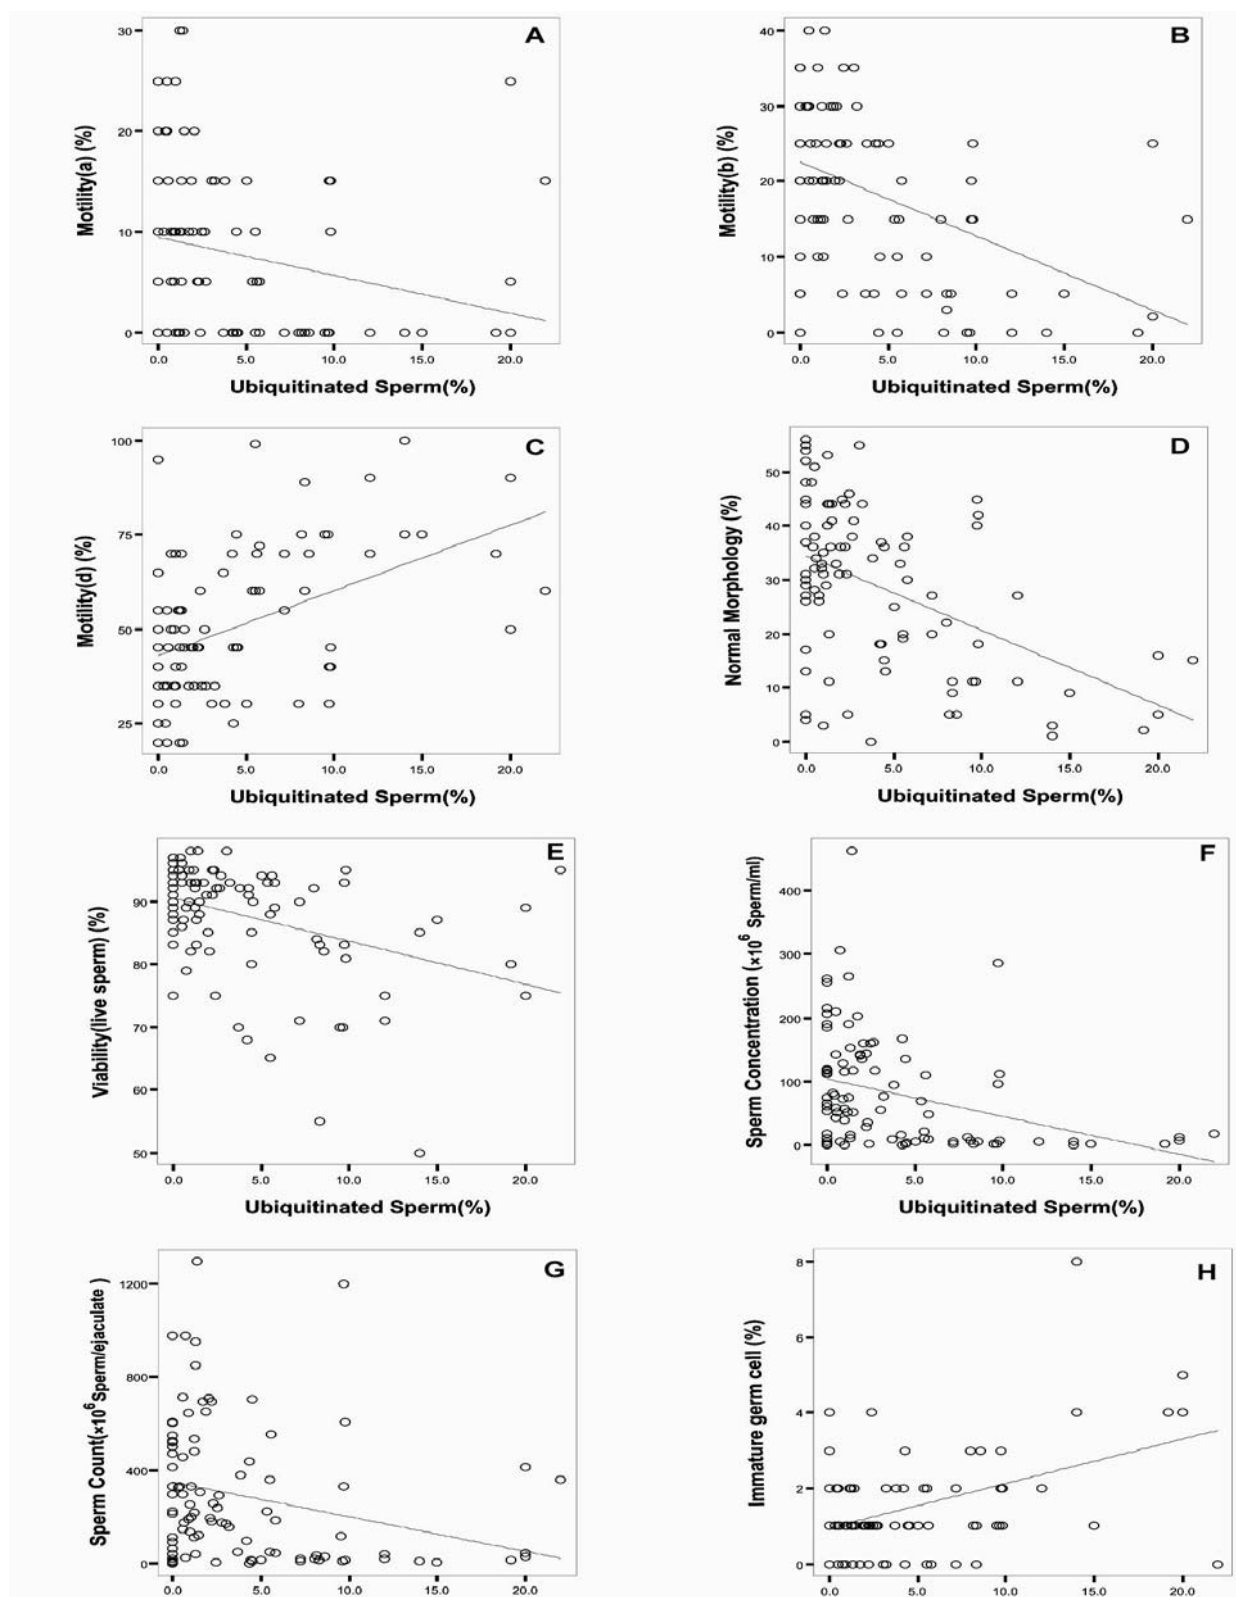 A
30
20
10
0
Motility(a) (%)
0.0 5.0 10.0 15.0 20.0
Ubiquitinated Sperm(%)
B
40
30
20
10
0
Motility(b) (%)
0.0 5.0 10.0 15.0 20.0
Ubiquitinated Sperm(%)
C
100
75
50
25
Motility(d) (%)
0.0 5.0 10.0 15.0 20.0
Ubiquitinated Sperm(%)
D
50
40
30
20
10
0
Normal Morphology (%)
0.0 5.0 10.0 15.0 20.0
Ubiquitinated Sperm(%)
E
90
80
70
60
50
Viability(live sperm) (%)
0.0 5.0 10.0 15.0 20.0
Ubiquitinated Sperm(%)
F
400
300
200
100
0
Sperm Concentration (×10⁶ Sperm/ml)
0.0 5.0 10.0 15.0 20.0
Ubiquitinated Sperm(%)
G
1200
800
400
0
Sperm Count(×10⁶ Sperm/ejaculate )
0.0 5.0 10.0 15.0 20.0
H
8
6
4
2
0
Immature germ cell (%)
0.0 5.0 10.0 15.0 20.0